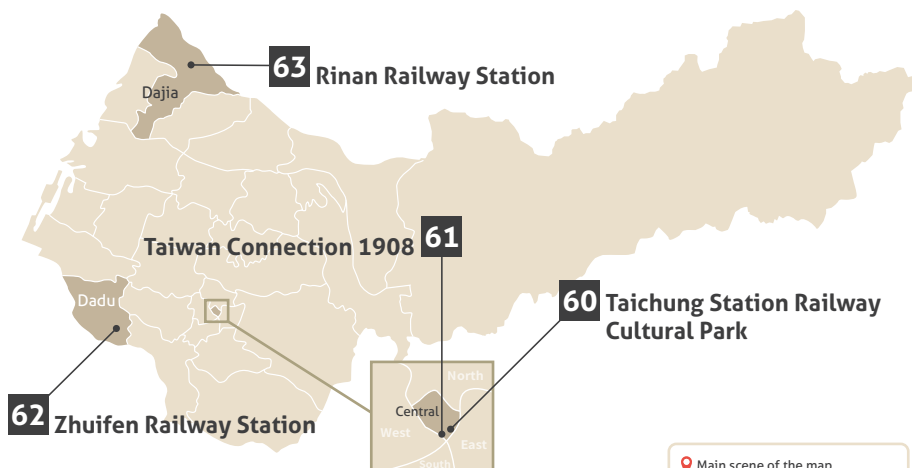 63 Rinan Railway Station
Dajia
Taiwan Connection 1908 61
Dadu
60 Taichung Station Railway
Cultural Park
North
Central
62 Zhuifen Railway Station
West
East
South
Main scene of the map